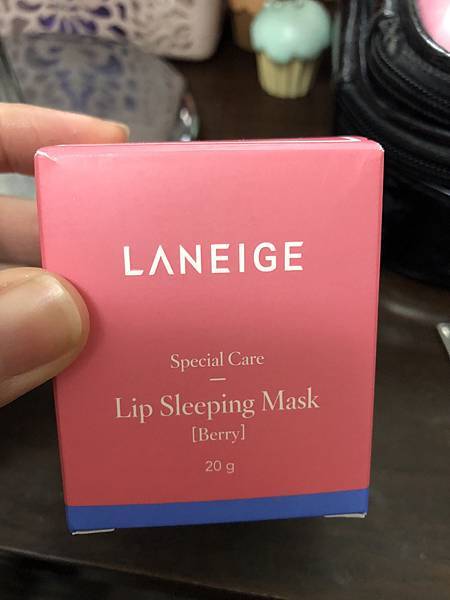 LANEIGE
Special Care
Lip Sleeping Mask
[Berry]
20 g